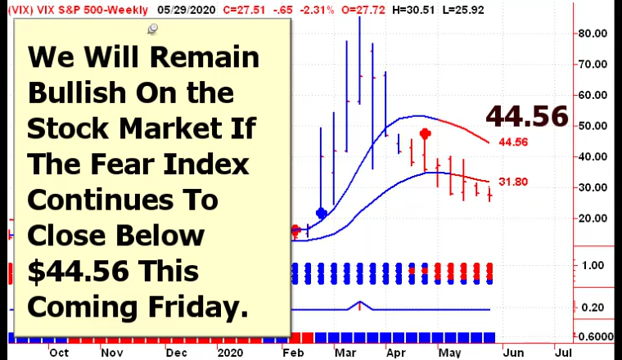 (VIX) VIX S&P 500-Weekly 05/29/2020 C=27.51 -.65 -2.31% O=27.72 H=30.51 L=25.92
We Will Remain
Bullish On the
Stock Market If
The Fear Index
Continues To
Close Below
$44.56 This
Coming Friday.
44.56
44.56
31.80
80.00
60.00
50.00
40.00
30.00
20.00
1.00
0.20
0.6000
Oct Nov Dec 2020 Feb Mar Apr May Jun Jul